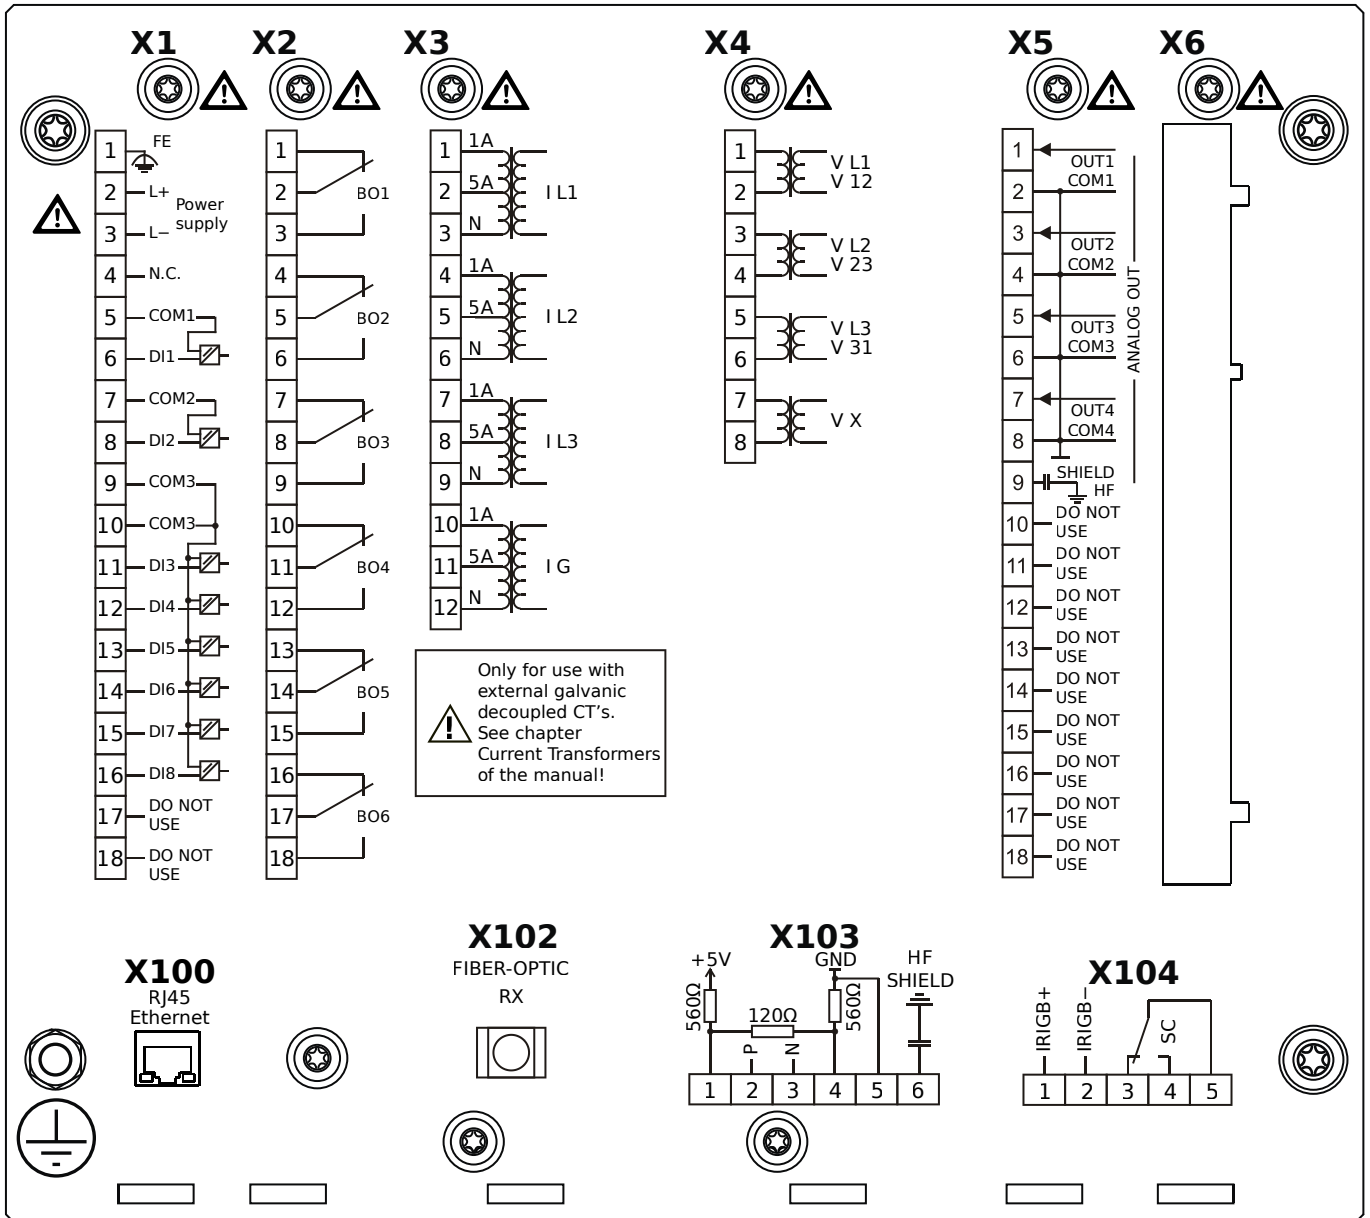 X1
X2
X3
X4
X5
X6
1 FE
2 L+
Power
supply
3 L−
4 N.C.
5 COM1
6 DI1
7 COM2
8 DI2
9 COM3
10 COM3
11 DI3
12 DI4
13 DI5
14 DI6
15 DI7
16 DI8
17 DO NOT
USE
18 DO NOT
USE
1
2 BO1
3
4
5 BO2
6
7
8 BO3
9
10
11 BO4
12
13
14 BO5
15
16
17 BO6
18
1 1A
2 5A I L1
3 N
4 1A
5 5A I L2
6 N
7 1A
8 5A I L3
9 N
10 1A
11 5A I G
12 N
Only for use with
external galvanic
decoupled CT's.
See chapter
Current Transformers
of the manual!
1 V L1
2 V 12
3 V L2
4 V 23
5 V L3
6 V 31
7 V X
8
1 OUT1
2 COM1
3 OUT2
4 COM2
5 OUT3
6 COM3
7 OUT4
8 COM4
ANALOG OUT
9 SHIELD
HF
10 DO NOT
USE
11 DO NOT
USE
12 DO NOT
USE
13 DO NOT
USE
14 DO NOT
USE
15 DO NOT
USE
16 DO NOT
USE
17 DO NOT
USE
18 DO NOT
USE
X100
RJ45
Ethernet
X102
FIBER-OPTIC
RX
X103
+5V
GND
HF
SHIELD
560Ω
120Ω
560Ω
P
N
1 2 3 4 5 6
X104
IRIGB+
IRIGB−
SC
1 2 3 4 5